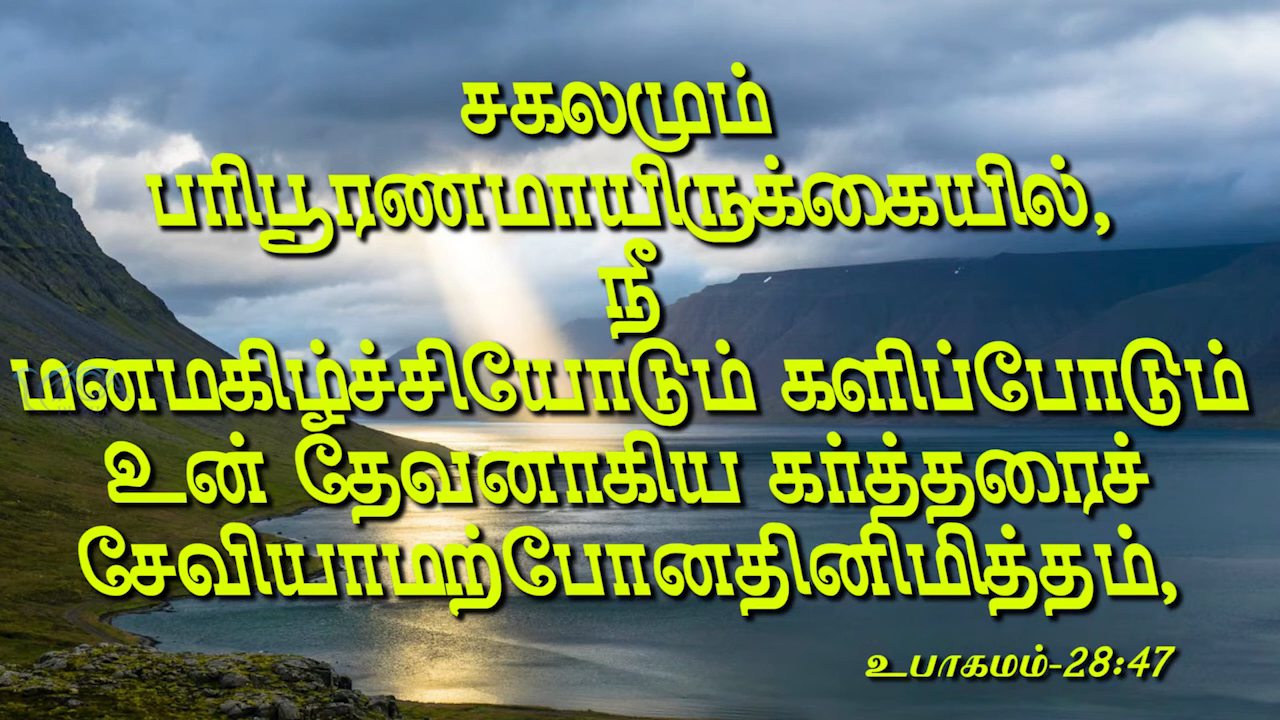 சகலமும்
பரிபூரணமாயிருக்கையில்,
நீ
மனமகிழ்ச்சியோடும் களிப்போடும்
உன் தேவனாகிய கர்த்தரைச்
சேவியாமற்போனதினிமித்தம்,
உபாகமம்-28:47